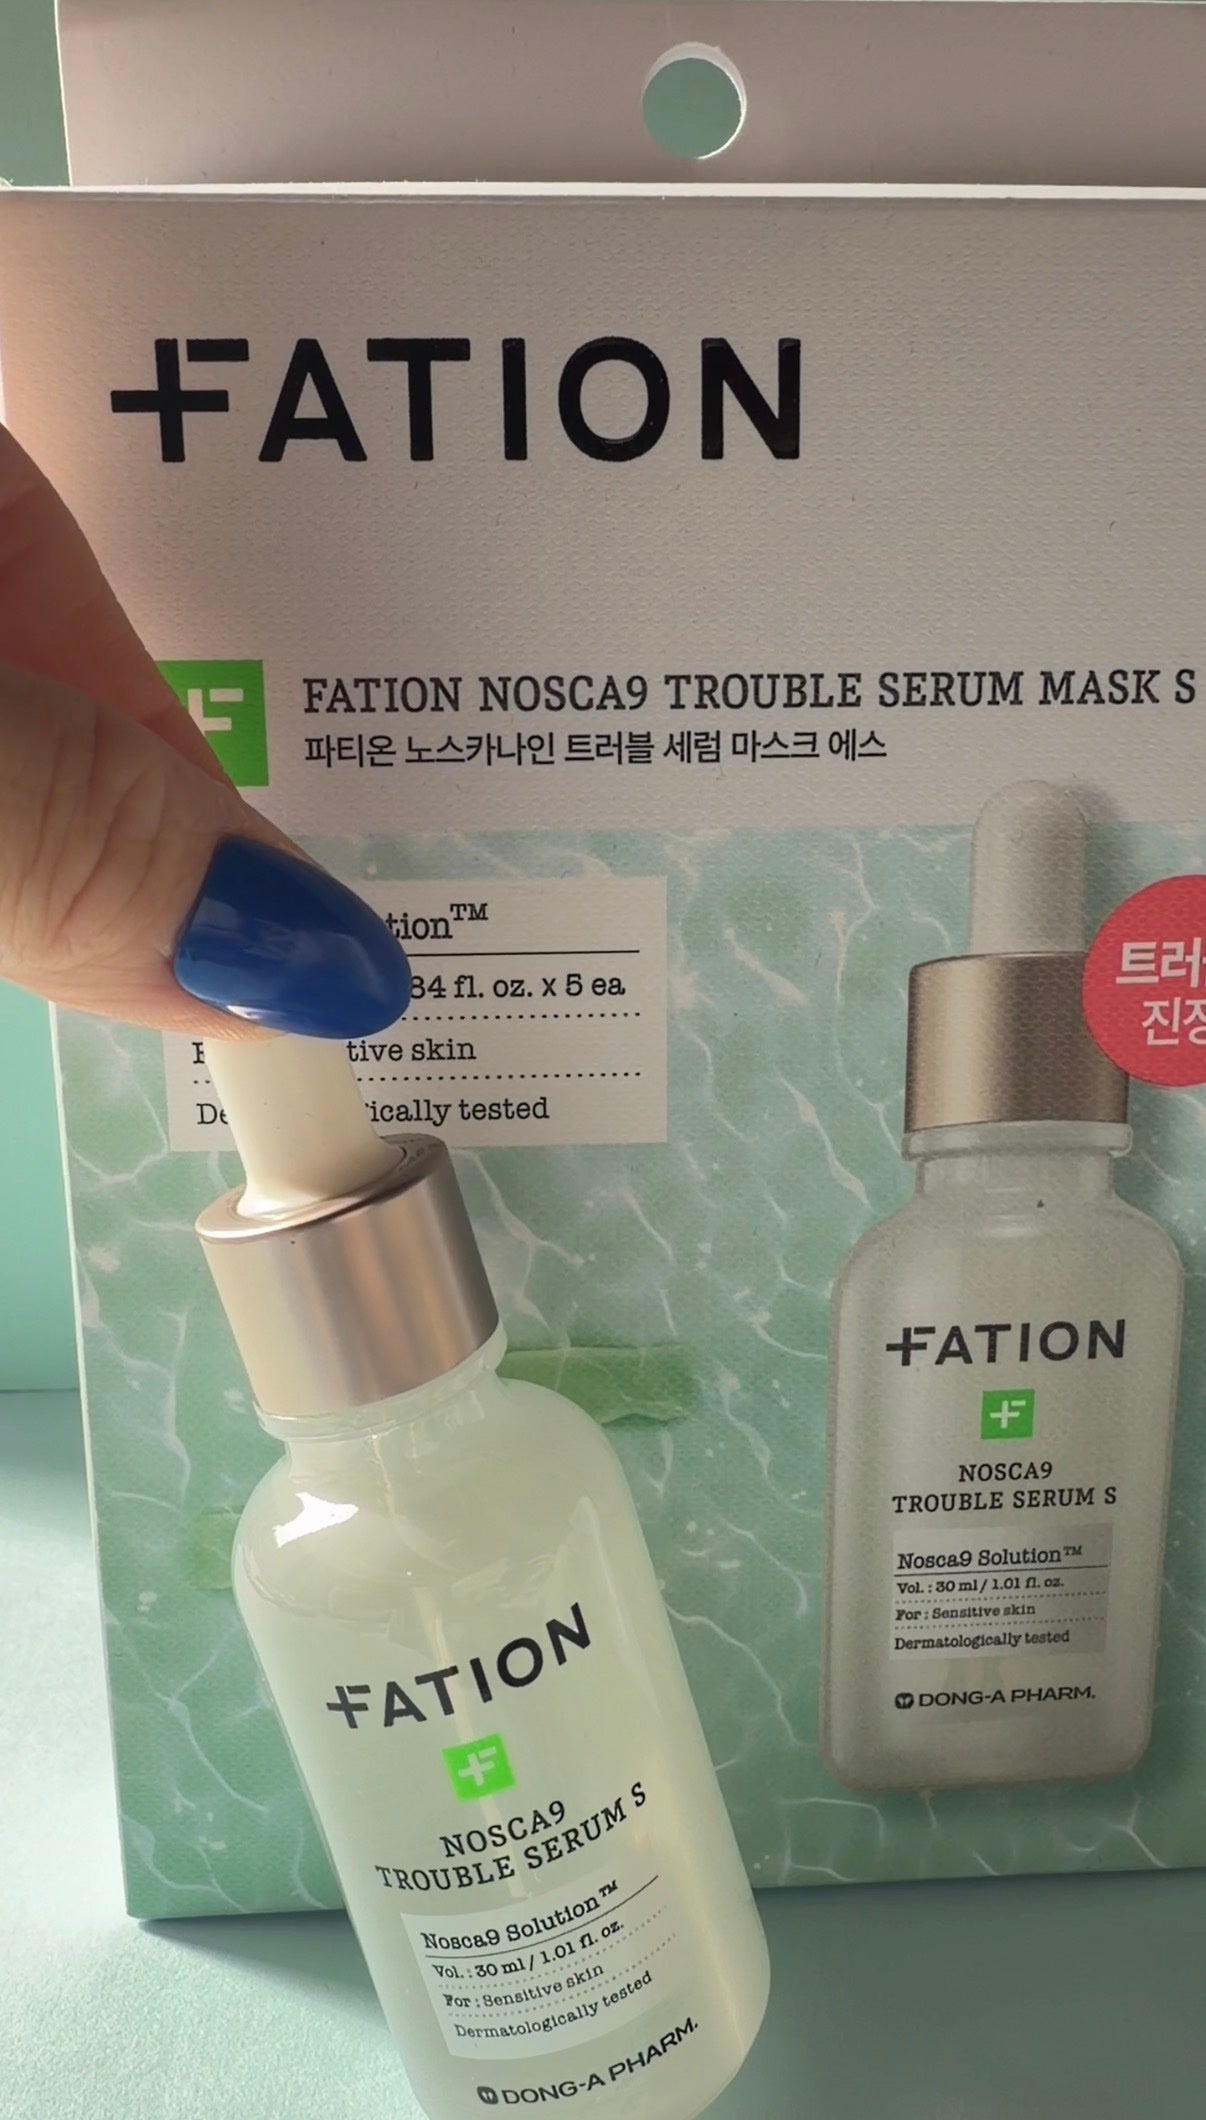 FATION
FATION NOSCA9 TROUBLE SERUM MASK S
파티온 노스카나인 트러블 세럼 마스크 에스
TM
84 fl. oz. x 5 ea
skin
tested
FATION
NOSCA9
TROUBLE SERUM S
Nosca9 Solution™
Vol. : 30 ml / 1.01 fl. oz.
For : Sensitive skin
Dermatologically tested
DONG-A PHARM.
FATION
NOSCA9
TROUBLE SERUM S
Nosca9 Solution™
Vol. : 30 ml / 1.01 fl. oz.
For : Sensitive skin
Dermatologically tested
DONG-A PHARM.